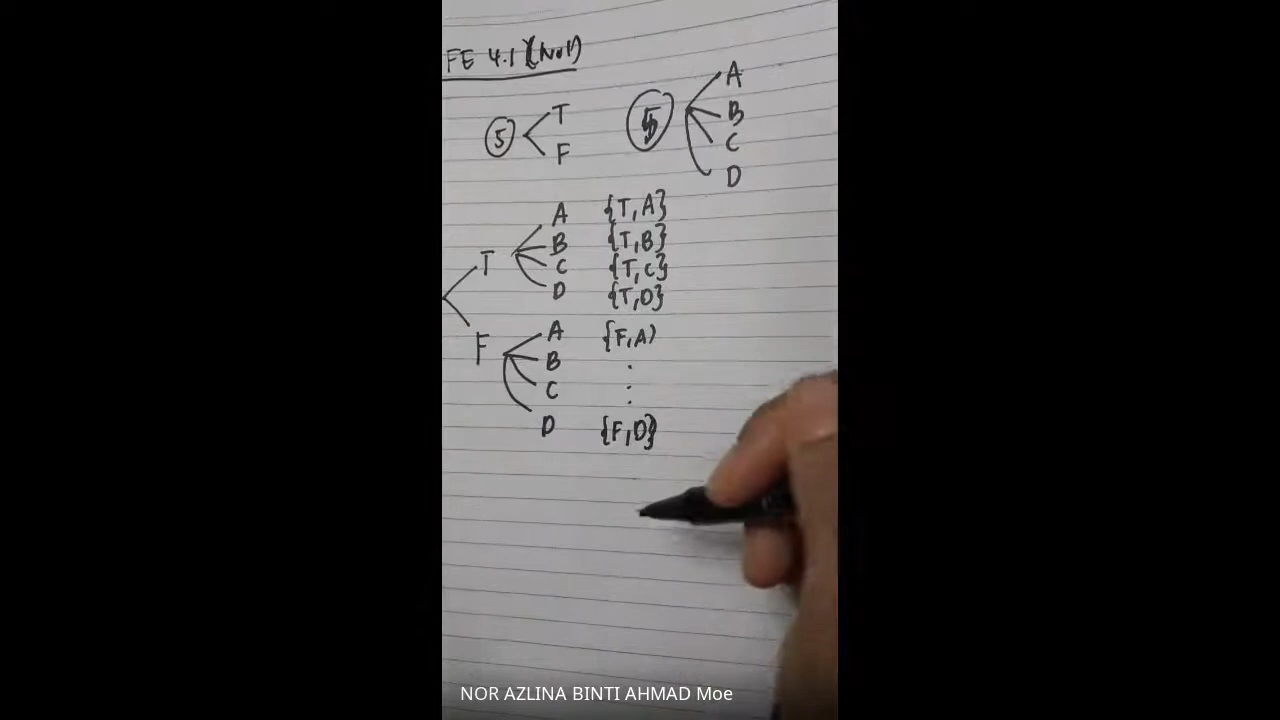 FE 4.1 (No1)
5 T F
5 A B C D
T A {T,A}
B {T,B}
C {T,C}
D {T,D}
F A {F,A)
B .
C :
D {F,D}
NOR AZLINA BINTI AHMAD Moe